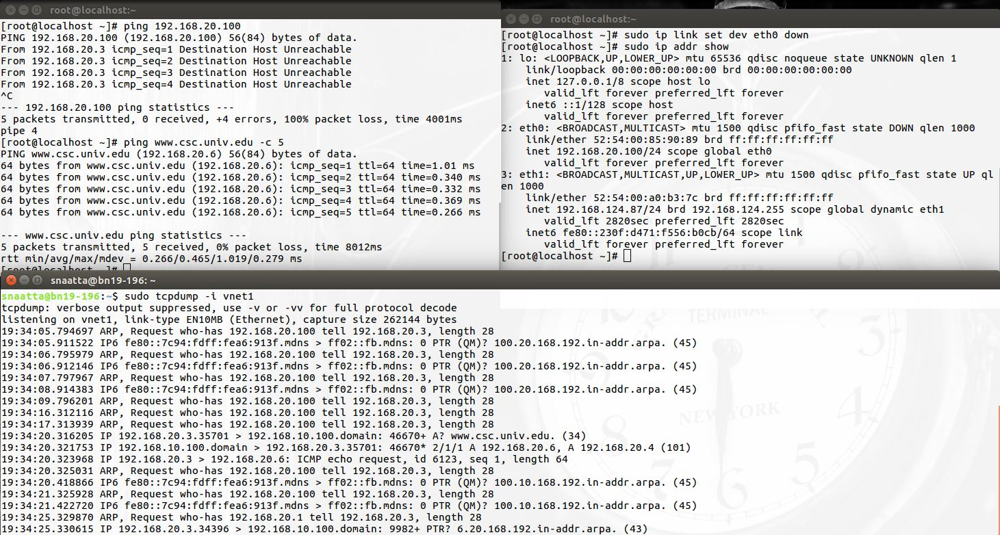 root@localhost:~
[root@localhost ~]# ping 192.168.20.100
PING 192.168.20.100 (192.168.20.100) 56(84) bytes of data.
From 192.168.20.3 icmp_seq=1 Destination Host Unreachable
From 192.168.20.3 icmp_seq=2 Destination Host Unreachable
From 192.168.20.3 icmp_seq=3 Destination Host Unreachable
From 192.168.20.3 icmp_seq=4 Destination Host Unreachable
^C
--- 192.168.20.100 ping statistics ---
5 packets transmitted, 0 received, +4 errors, 100% packet loss, time 4001ms
pipe 4
[root@localhost ~]# ping www.csc.univ.edu -c 5
PING www.csc.univ.edu (192.168.20.6) 56(84) bytes of data.
64 bytes from www.csc.univ.edu (192.168.20.6): icmp_seq=1 ttl=64 time=1.01 ms
64 bytes from www.csc.univ.edu (192.168.20.6): icmp_seq=2 ttl=64 time=0.340 ms
64 bytes from www.csc.univ.edu (192.168.20.6): icmp_seq=3 ttl=64 time=0.332 ms
64 bytes from www.csc.univ.edu (192.168.20.6): icmp_seq=4 ttl=64 time=0.369 ms
64 bytes from www.csc.univ.edu (192.168.20.6): icmp_seq=5 ttl=64 time=0.266 ms
--- www.csc.univ.edu ping statistics ---
5 packets transmitted, 5 received, 0% packet loss, time 8012ms
rtt min/avg/max/mdev = 0.266/0.465/1.019/0.279 ms
[root@localhost ~]#
root@localhost:~
[root@localhost ~]# sudo ip link set dev eth0 down
[root@localhost ~]# sudo ip addr show
1: lo: <LOOPBACK,UP,LOWER_UP> mtu 65536 qdisc noqueue state UNKNOWN qlen 1
link/loopback 00:00:00:00:00:00 brd 00:00:00:00:00:00
inet 127.0.0.1/8 scope host lo
valid_lft forever preferred_lft forever
inet6 ::1/128 scope host
valid_lft forever preferred_lft forever
2: eth0: <BROADCAST,MULTICAST> mtu 1500 qdisc pfifo_fast state DOWN qlen 1000
link/ether 52:54:00:85:90:89 brd ff:ff:ff:ff:ff:ff
inet 192.168.20.100/24 scope global eth0
valid_lft forever preferred_lft forever
3: eth1: <BROADCAST,MULTICAST,UP,LOWER_UP> mtu 1500 qdisc pfifo_fast state UP ql
en 1000
link/ether 52:54:00:a0:b3:7c brd ff:ff:ff:ff:ff:ff
inet 192.168.124.87/24 brd 192.168.124.255 scope global dynamic eth1
valid_lft 2820sec preferred_lft 2820sec
inet6 fe80::230f:d471:f556:b0cb/64 scope link
valid_lft forever preferred_lft forever
[root@localhost ~]#
snaatta@bn19-196: ~
snaatta@bn19-196:~$ sudo tcpdump -i vnet1
tcpdump: verbose output suppressed, use -v or -vv for full protocol decode
listening on vnet1, link-type EN10MB (Ethernet), capture size 262144 bytes
19:34:05.794697 ARP, Request who-has 192.168.20.100 tell 192.168.20.3, length 28
19:34:05.911522 IP6 fe80::7c94:fdff:fea6:913f.mdns > ff02::fb.mdns: 0 PTR (QM)? 100.20.168.192.in-addr.arpa. (45)
19:34:06.795979 ARP, Request who-has 192.168.20.100 tell 192.168.20.3, length 28
19:34:06.912146 IP6 fe80::7c94:fdff:fea6:913f.mdns > ff02::fb.mdns: 0 PTR (QM)? 100.20.168.192.in-addr.arpa. (45)
19:34:07.797967 ARP, Request who-has 192.168.20.100 tell 192.168.20.3, length 28
19:34:08.914383 IP6 fe80::7c94:fdff:fea6:913f.mdns > ff02::fb.mdns: 0 PTR (QM)? 100.20.168.192.in-addr.arpa. (45)
19:34:09.796201 ARP, Request who-has 192.168.20.100 tell 192.168.20.3, length 28
19:34:16.312116 ARP, Request who-has 192.168.20.100 tell 192.168.20.3, length 28
19:34:17.313939 ARP, Request who-has 192.168.20.100 tell 192.168.20.3, length 28
19:34:20.316205 IP 192.168.20.3.35701 > 192.168.10.100.domain: 46670+ A? www.csc.univ.edu. (34)
19:34:20.321753 IP 192.168.10.100.domain > 192.168.20.3.35701: 46670* 2/1/1 A 192.168.20.6, A 192.168.20.4 (101)
19:34:20.323968 IP 192.168.20.3 > 192.168.20.6: ICMP echo request, id 6123, seq 1, length 64
19:34:20.325031 ARP, Request who-has 192.168.20.100 tell 192.168.20.3, length 28
19:34:20.418866 IP6 fe80::7c94:fdff:fea6:913f.mdns > ff02::fb.mdns: 0 PTR (QM)? 100.10.168.192.in-addr.arpa. (45)
19:34:21.325928 ARP, Request who-has 192.168.20.100 tell 192.168.20.3, length 28
19:34:21.422720 IP6 fe80::7c94:fdff:fea6:913f.mdns > ff02::fb.mdns: 0 PTR (QM)? 100.10.168.192.in-addr.arpa. (45)
19:34:25.329870 ARP, Request who-has 192.168.20.1 tell 192.168.20.3, length 28
19:34:25.330615 IP 192.168.20.3.34396 > 192.168.10.100.domain: 9982+ PTR? 6.20.168.192.in-addr.arpa. (43)
TERMINAL
NEW YORK
3
4
5
6
7
8